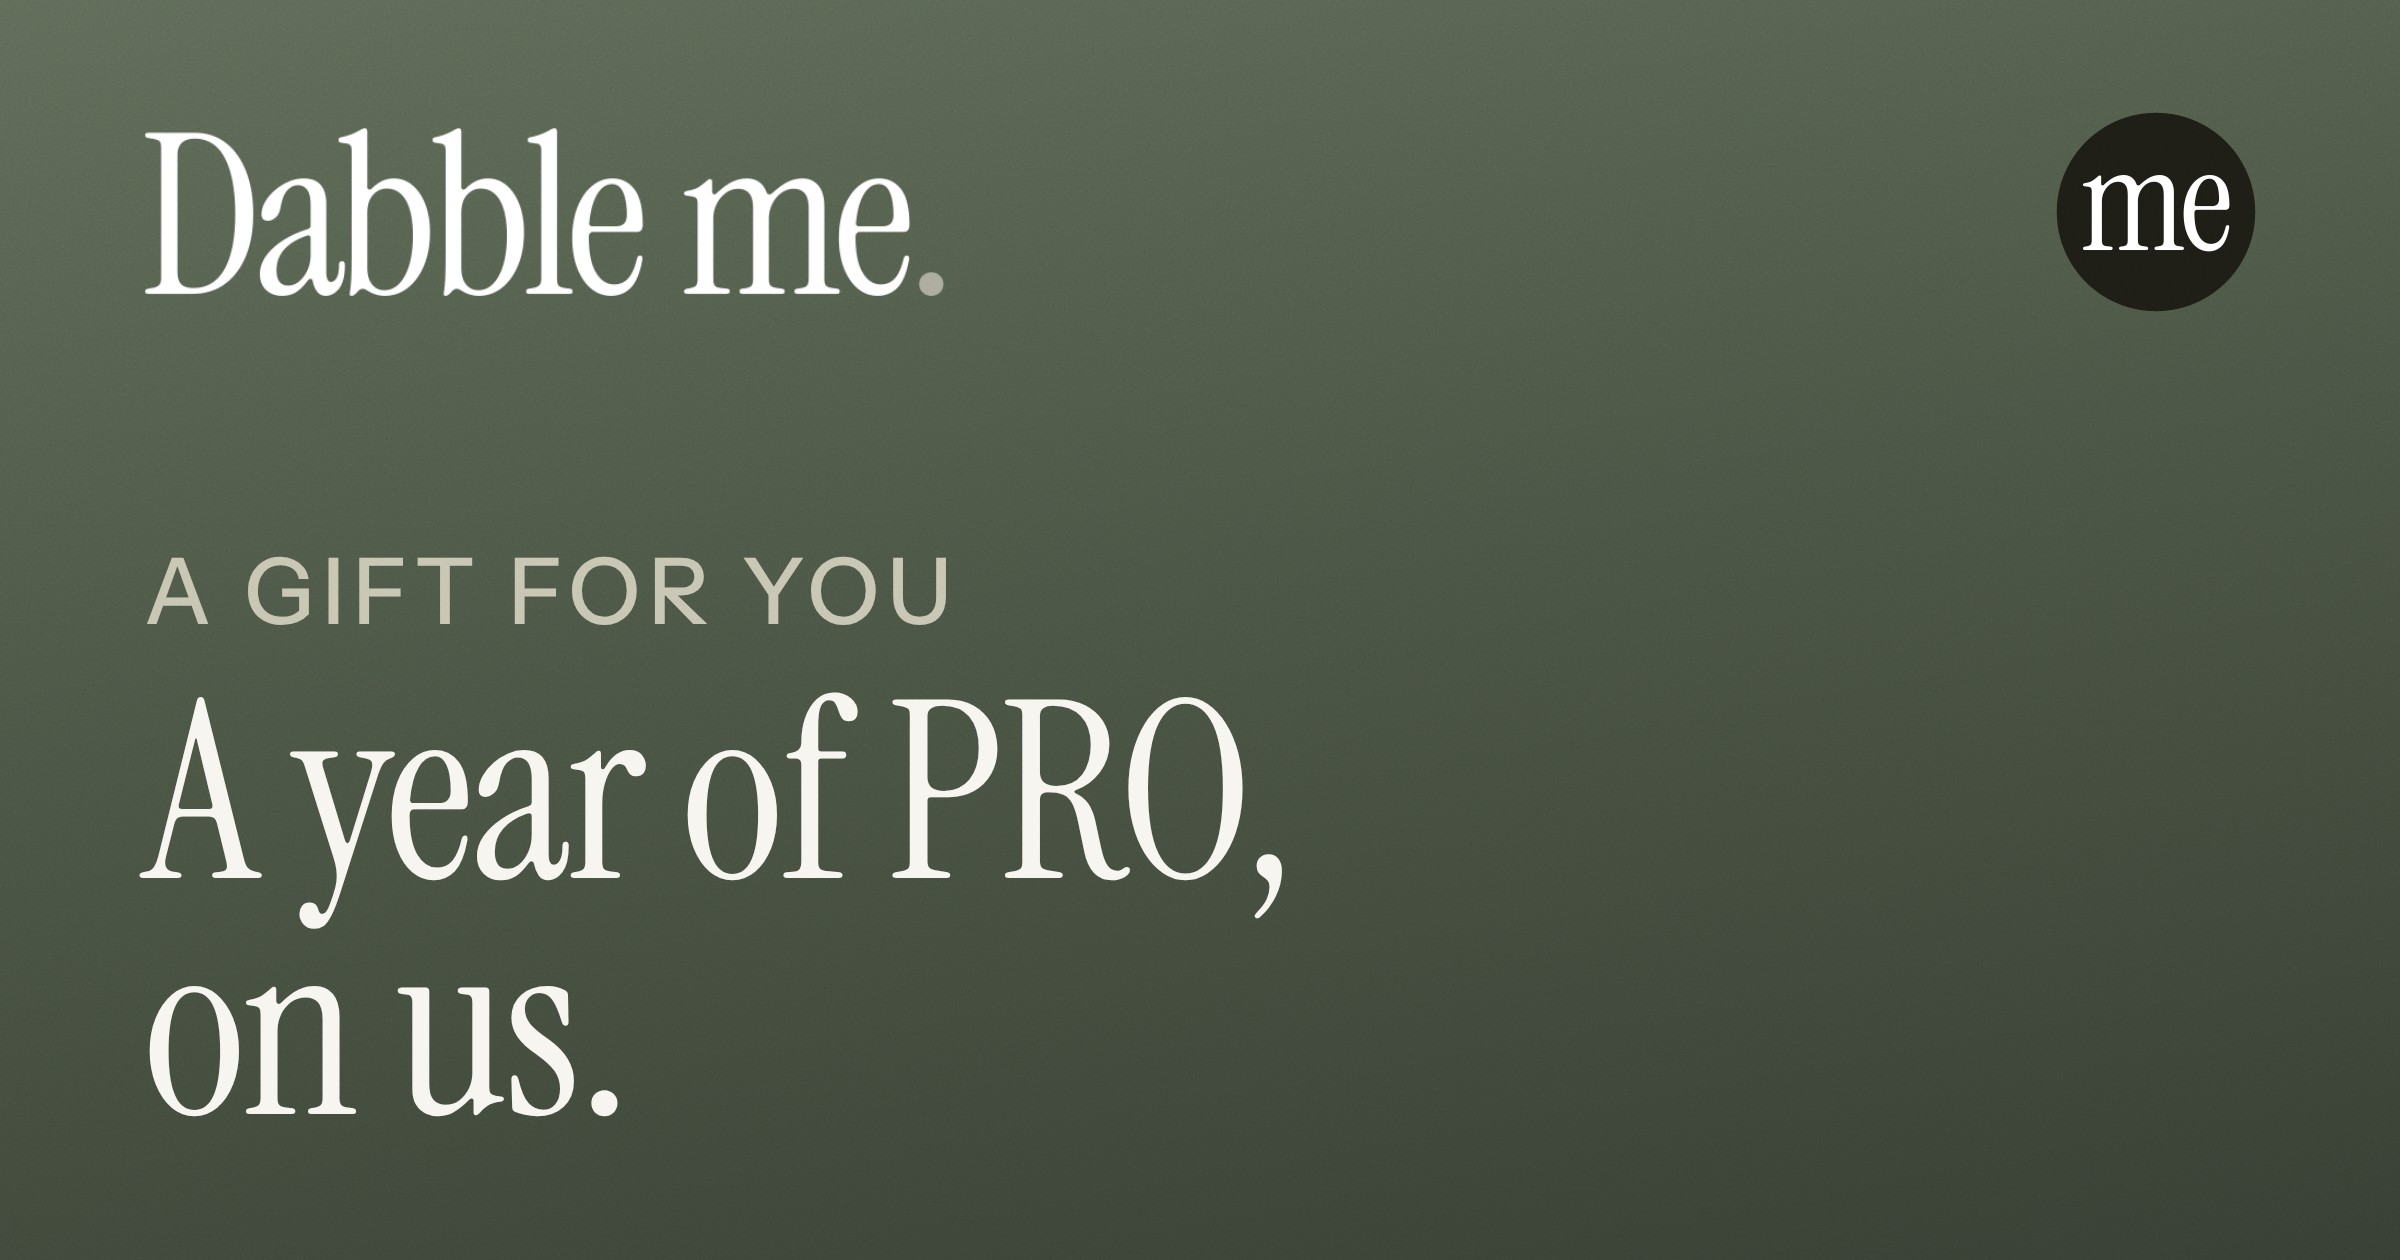 Dabble me.
me
A GIFT FOR YOU
A year of PRO,
on us.